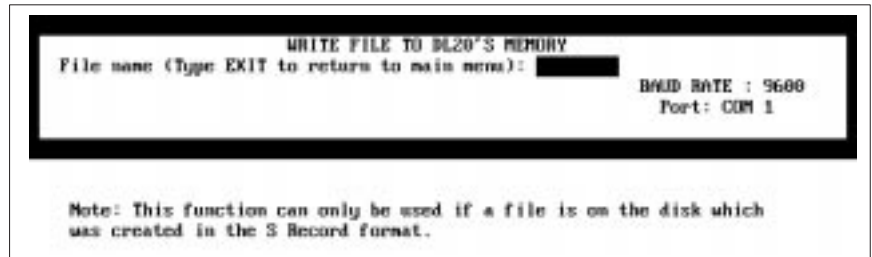 WRITE FILE TO DL20'S MEMORY
File name (Type EXIT to return to main menu):
BAUD RATE : 9600
Port: COM 1
Note: This function can only be used if a file is on the disk which
was created in the S Record format.